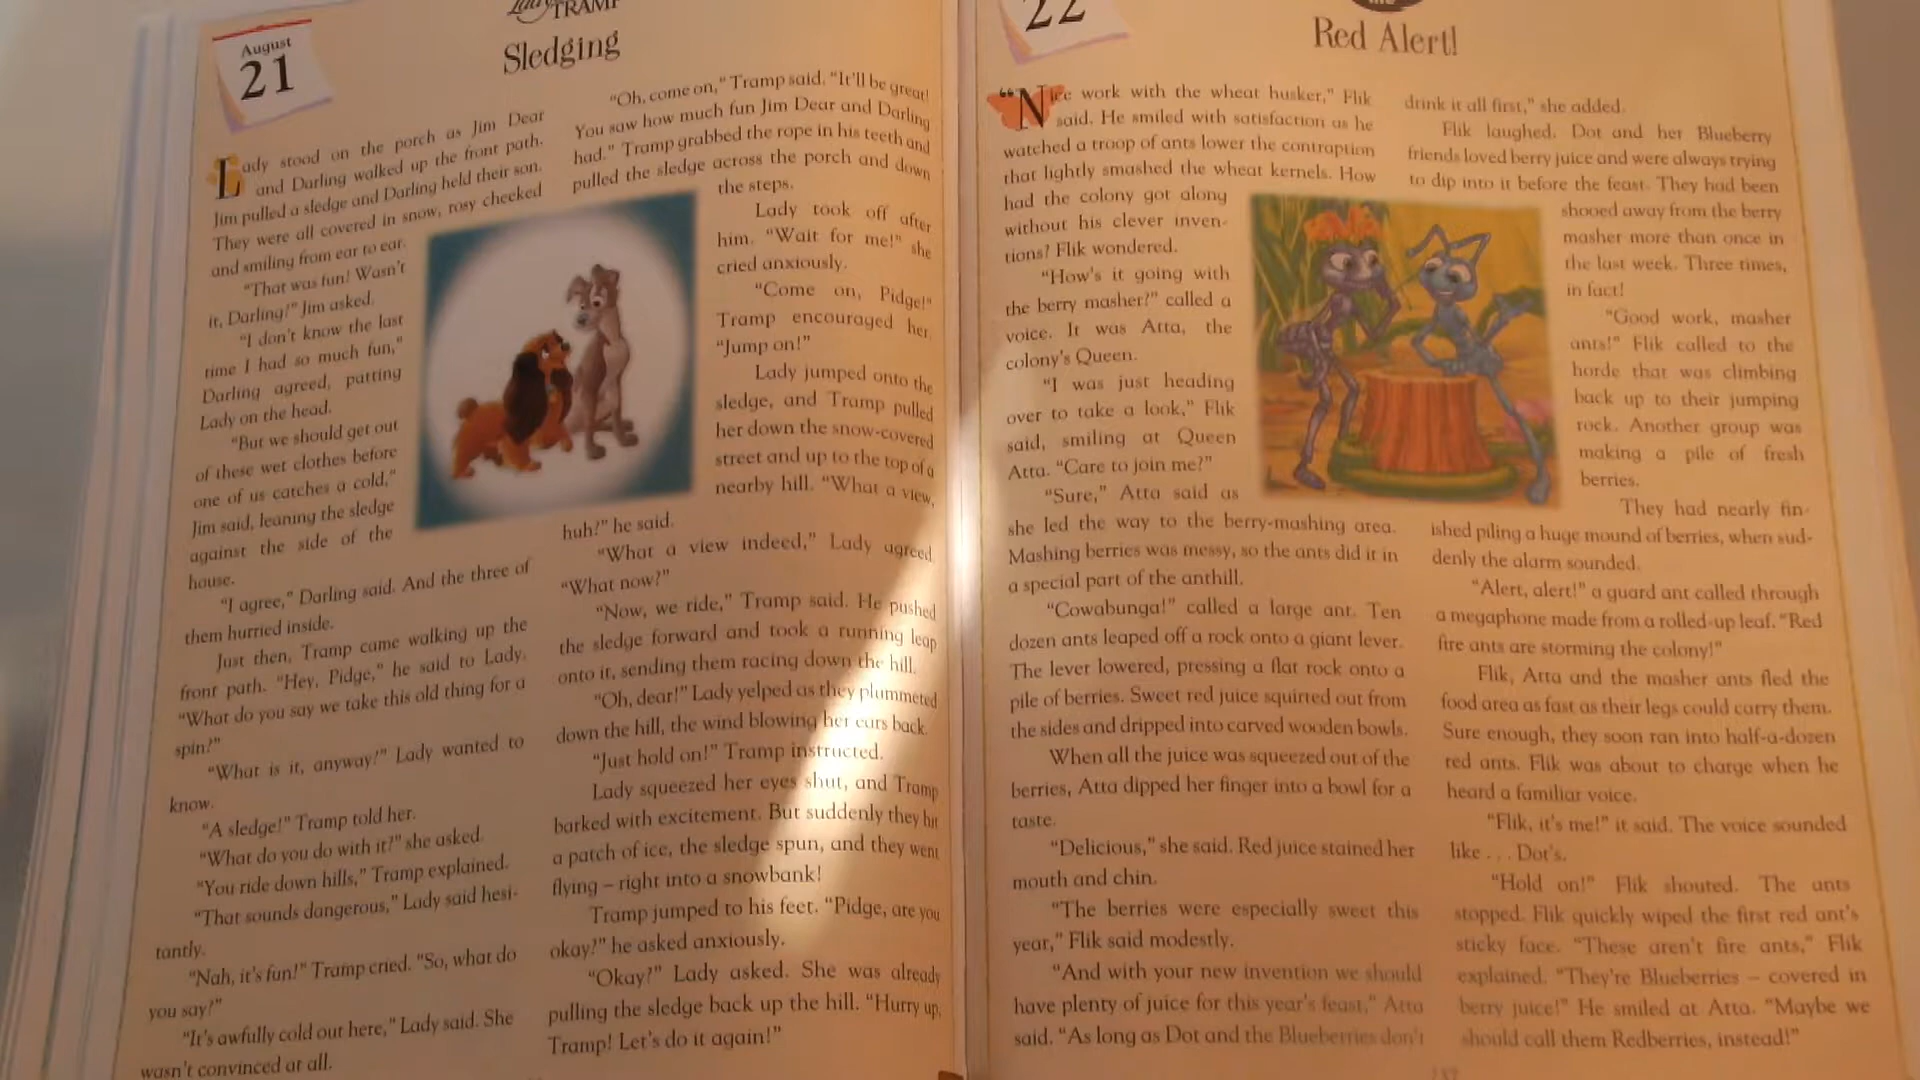 Lady
TRAMP
August
21
Sledging
Lady stood on the porch as Jim Dear
and Darling walked up the front path.
Jim pulled a sledge and Darling held their son.
They were all covered in snow, rosy cheeked
and smiling from ear to ear.
"That was fun! Wasn't
it, Darling?" Jim asked.
"I don't know the last
time I had so much fun,"
Darling agreed, patting
Lady on the head.
"But we should get out
of these wet clothes before
one of us catches a cold,"
Jim said, leaning the sledge
against the side of the
house.
"I agree," Darling said. And the three of
them hurried inside.
Just then, Tramp came walking up the
front path. "Hey, Pidge," he said to Lady.
"What do you say we take this old thing for a
spin?"
"What is it, anyway?" Lady wanted to
know.
"A sledge!" Tramp told her.
"What do you do with it?" she asked.
"You ride down hills," Tramp explained.
"That sounds dangerous," Lady said hesi-
tantly.
"Nah, it's fun!" Tramp cried. "So, what do
you say?"
"It's awfully cold out here," Lady said. She
wasn't convinced at all.
"Oh, come on," Tramp said. "It'll be great!
You saw how much fun Jim Dear and Darling
had." Tramp grabbed the rope in his teeth and
pulled the sledge across the porch and down
the steps.
Lady took off after
him. "Wait for me!" she
cried anxiously.
"Come on, Pidge!"
Tramp encouraged her.
"Jump on!"
Lady jumped onto the
sledge, and Tramp pulled
her down the snow-covered
street and up to the top of a
nearby hill. "What a view,
huh?" he said.
"What a view indeed," Lady agreed.
"What now?"
"Now, we ride," Tramp said. He pushed
the sledge forward and took a running leap
onto it, sending them racing down the hill.
"Oh, dear!" Lady yelped as they plummeted
down the hill, the wind blowing her ears back.
"Just hold on!" Tramp instructed.
Lady squeezed her eyes shut, and Tramp
barked with excitement. But suddenly they hit
a patch of ice, the sledge spun, and they went
flying – right into a snowbank!
Tramp jumped to his feet. "Pidge, are you
okay?" he asked anxiously.
"Okay?" Lady asked. She was already
pulling the sledge back up the hill. "Hurry up,
Tramp! Let's do it again!"
22
Red Alert!
"Nice work with the wheat husker," Flik
said. He smiled with satisfaction as he
watched a troop of ants lower the contraption
that lightly smashed the wheat kernels. How
had the colony got along
without his clever inven-
tions? Flik wondered.
"How's it going with
the berry masher?" called a
voice. It was Atta, the
colony's Queen.
"I was just heading
over to take a look," Flik
said, smiling at Queen
Atta. "Care to join me?"
"Sure," Atta said as
she led the way to the berry-mashing area.
Mashing berries was messy, so the ants did it in
a special part of the anthill.
"Cowabunga!" called a large ant. Ten
dozen ants leaped off a rock onto a giant lever.
The lever lowered, pressing a flat rock onto a
pile of berries. Sweet red juice squirted out from
the sides and dripped into carved wooden bowls.
When all the juice was squeezed out of the
berries, Atta dipped her finger into a bowl for a
taste.
"Delicious," she said. Red juice stained her
mouth and chin.
"The berries were especially sweet this
year," Flik said modestly.
"And with your new invention we should
have plenty of juice for this year's feast," Atta
said. "As long as Dot and the Blueberries don't
drink it all first," she added.
Flik laughed. Dot and her Blueberry
friends loved berry juice and were always trying
to dip into it before the feast. They had been
shooed away from the berry
masher more than once in
the last week. Three times,
in fact!
"Good work, masher
ants!" Flik called to the
horde that was climbing
back up to their jumping
rock. Another group was
making a pile of fresh
berries.
They had nearly fin-
ished piling a huge mound of berries, when sud-
denly the alarm sounded.
"Alert, alert!" a guard ant called through
a megaphone made from a rolled-up leaf. "Red
fire ants are storming the colony!"
Flik, Atta and the masher ants fled the
food area as fast as their legs could carry them.
Sure enough, they soon ran into half-a-dozen
red ants. Flik was about to charge when he
heard a familiar voice.
"Flik, it's me!" it said. The voice sounded
like . . . Dot's.
"Hold on!" Flik shouted. The ants
stopped. Flik quickly wiped the first red ant's
sticky face. "These aren't fire ants," Flik
explained. "They're Blueberries – covered in
berry juice!" He smiled at Atta. "Maybe we
should call them Redberries, instead!"